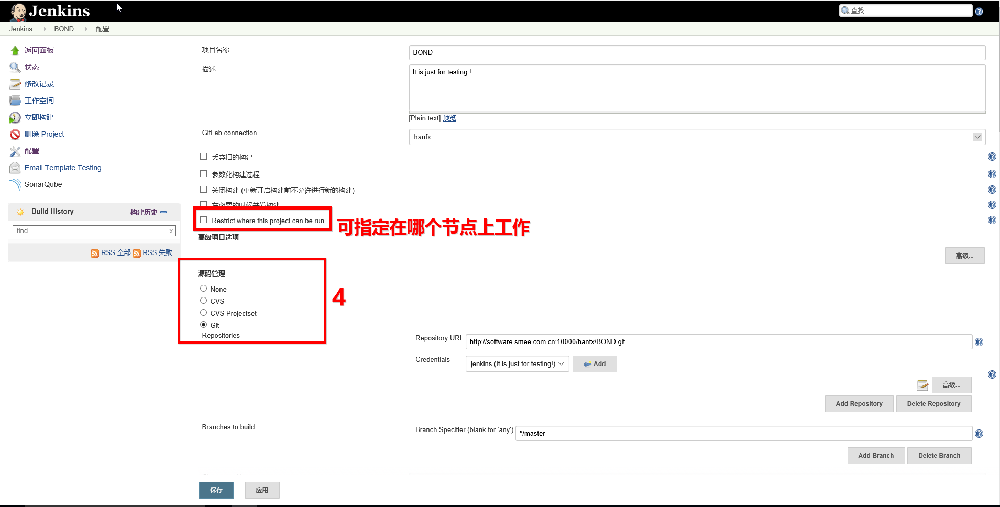 Jenkins
查找
Jenkins BOND 配置
返回面板
状态
修改记录
工作空间
立即构建
删除 Project
配置
Email Template Testing
SonarQube
Build History 构建历史
find x
RSS 全部 RSS 失败
项目名称 BOND
描述 It is just for testing !
[Plain text] 预览
GitLab connection hanfx
丢弃旧的构建
参数化构建过程
关闭构建 (重新开启构建前不允许进行新的构建)
在必要的时候并发构建
Restrict where this project can be run
可指定在哪个节点上工作
高级项目选项
高级...
源码管理
None
CVS
CVS Projectset
Git
4
Repositories
Repository URL http://software.smee.com.cn:10000/hanfx/BOND.git
Credentials jenkins (It is just for testing!) Add
高级...
Add Repository Delete Repository
Branches to build
Branch Specifier (blank for 'any') */master
Add Branch Delete Branch
保存 应用